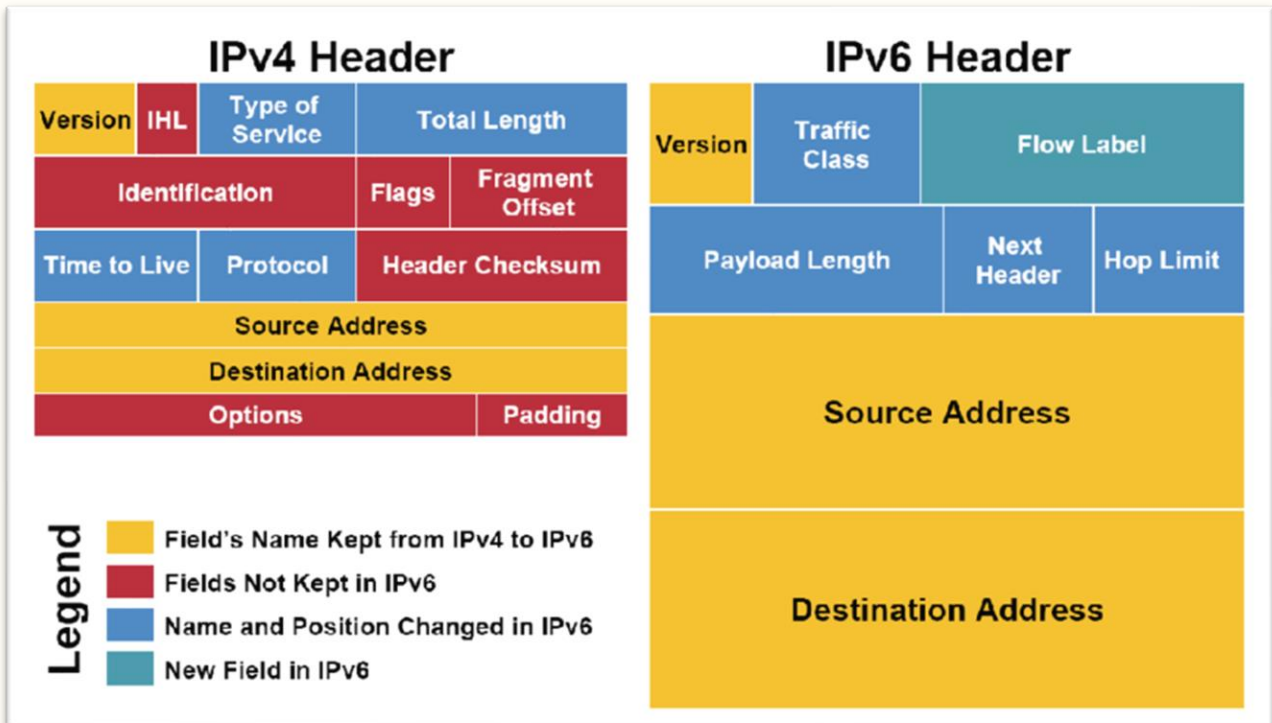 IPv4 Header
Version
IHL
Type of
Service
Total Length
Identification
Flags
Fragment
Offset
Time to Live
Protocol
Header Checksum
Source Address
Destination Address
Options
Padding
IPv6 Header
Version
Traffic
Class
Flow Label
Payload Length
Next
Header
Hop Limit
Source Address
Destination Address
Legend
Field's Name Kept from IPv4 to IPv6
Fields Not Kept in IPv6
Name and Position Changed in IPv6
New Field in IPv6